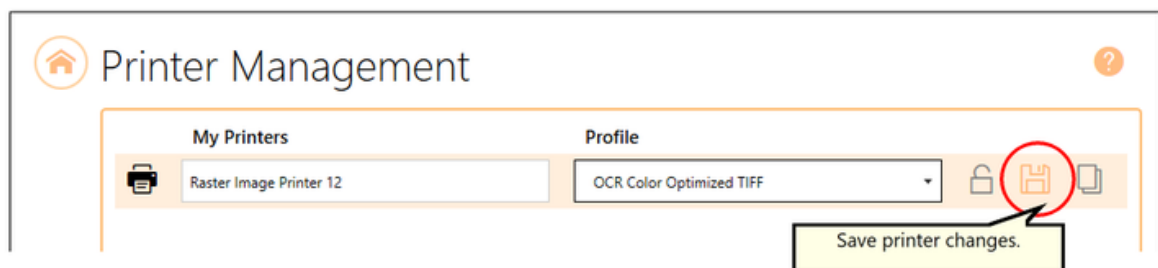 Printer Management
?
My Printers Profile
Raster Image Printer 12 OCR Color Optimized TIFF
Save printer changes.